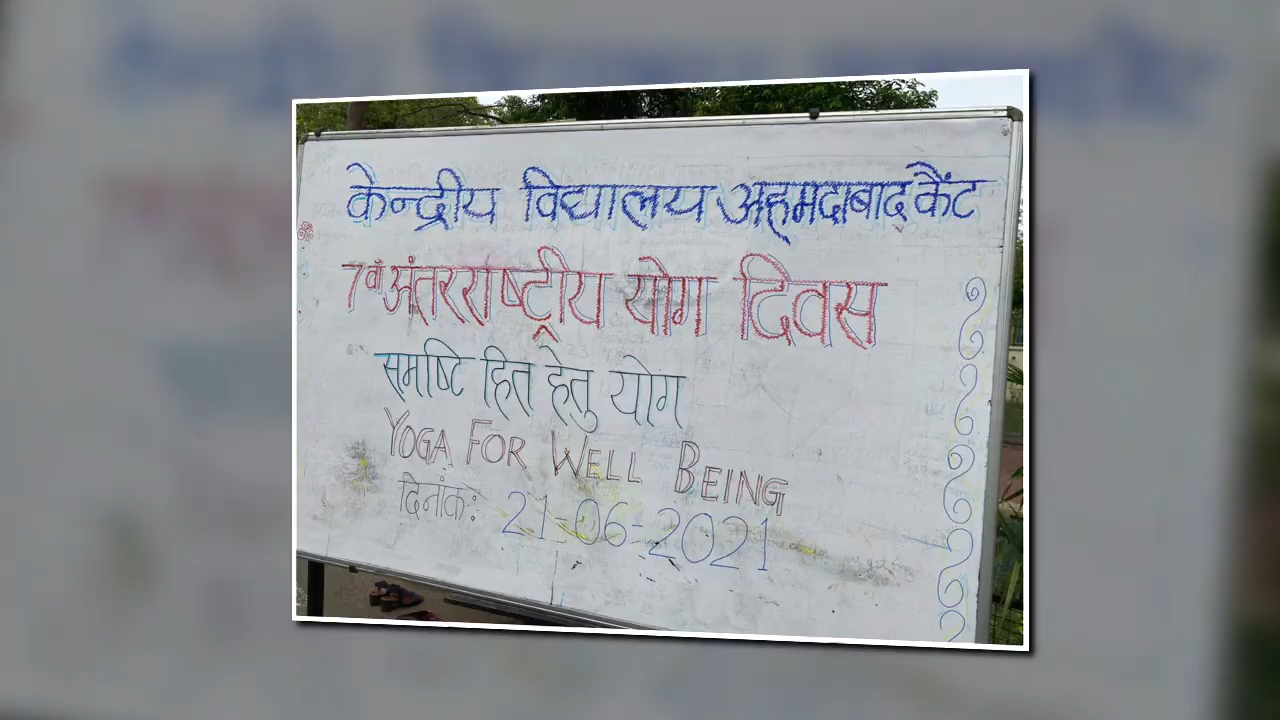 केन्द्रीय विद्यालय अहमदाबाद कैंट
7वाँ अंतरराष्ट्रीय योग दिवस
समष्टि हित हेतु योग
YOGA FOR WELL BEING
दिनांक: 21-06-2021